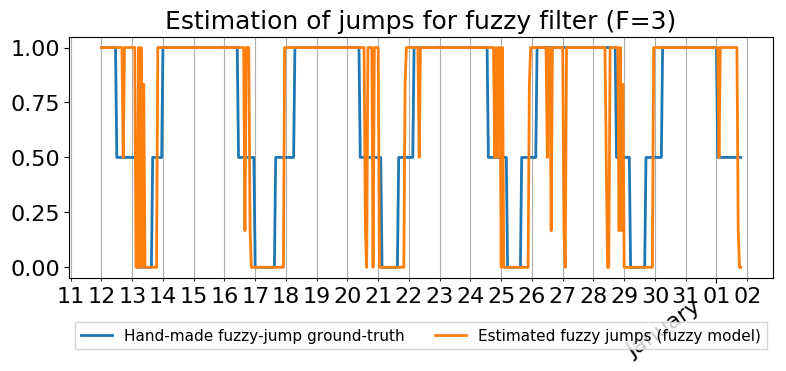 Estimation of jumps for fuzzy filter (F=3)
1.00
0.75
0.50
0.25
0.00
11 12 13 14 15 16 17 18 19 20 21 22 23 24 25 26 27 28 29 30 31 01 02
January
Hand-made fuzzy-jump ground-truth Estimated fuzzy jumps (fuzzy model)